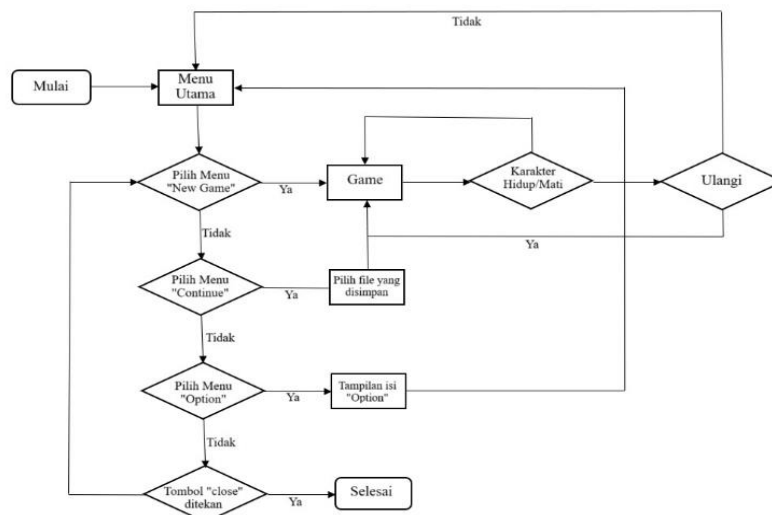 Tidak
Mulai
Menu
Utama
Pilih Menu
"New Game"
Ya
Game
Karakter
Hidup/Mati
Ulangi
Tidak
Ya
Pilih Menu
"Continue"
Ya
Pilih file yang
disimpan
Tidak
Pilih Menu
"Option"
Ya
Tampilan isi
"Option"
Tidak
Tombol "close"
ditekan
Ya
Selesai